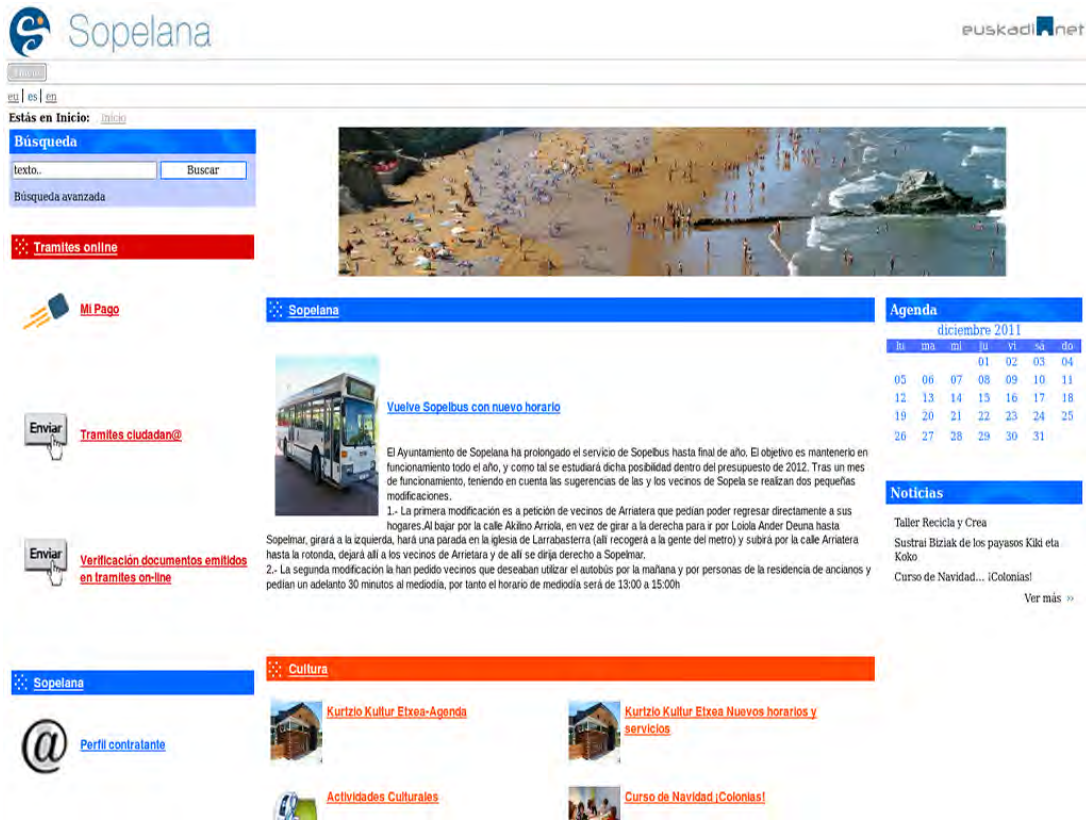 Sopelana
euskadi net
Inicio
eu | es | en
Estás en Inicio: Inicio
Búsqueda
texto..
Buscar
Búsqueda avanzada
Tramites online
Mi Pago
Enviar
Tramites ciudadan@
Enviar
Verificación documentos emitidos
en tramites on-line
Sopelana
@
Perfil contratante
Sopelana
Vuelve Sopelbus con nuevo horario
El Ayuntamiento de Sopelana ha prolongado el servicio de Sopelbus hasta final de año. El objetivo es mantenerlo en
funcionamiento todo el año, y como tal se estudiará dicha posibilidad dentro del presupuesto de 2012. Tras un mes
de funcionamiento, teniendo en cuenta las sugerencias de las y los vecinos de Sopela se realizan dos pequeñas
modificaciones.
1.- La primera modificación es a petición de vecinos de Arriatera que pedían poder regresar directamente a sus
hogares.Al bajar por la calle Akilino Arriola, en vez de girar a la derecha para ir por Loiola Ander Deuna hasta
Sopelmar, girará a la izquierda, hará una parada en la iglesia de Larrabasterra (allí recogerá a la gente del metro) y subirá por la calle Arriatera
hasta la rotonda, dejará allí a los vecinos de Arrietara y de allí se dirija derecho a Sopelmar.
2.- La segunda modificación la han pedido vecinos que deseaban utilizar el autobús por la mañana y por personas de la residencia de ancianos y
pedían un adelanto 30 minutos al mediodía, por tanto el horario de mediodía será de 13:00 a 15:00h
Cultura
Kurtzio Kultur Etxea-Agenda
Kurtzio Kultur Etxea Nuevos horarios y
servicios
Actividades Culturales
Curso de Navidad ¡Colonias!
Agenda
diciembre 2011
lu ma mi ju vi sá do
01 02 03 04
05 06 07 08 09 10 11
12 13 14 15 16 17 18
19 20 21 22 23 24 25
26 27 28 29 30 31
Noticias
Taller Recicla y Crea
Sustrai Biziak de los payasos Kiki eta
Koko
Curso de Navidad... ¡Colonias!
Ver más »